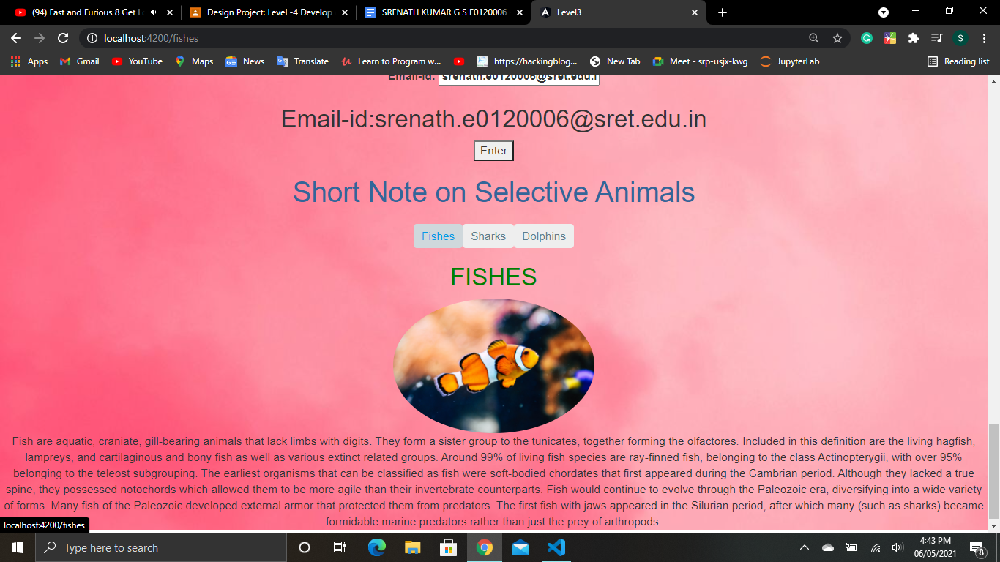 (94) Fast and Furious 8 Get L
Design Project: Level -4 Develop
SRENATH KUMAR G S E0120006
Level3
localhost:4200/fishes
S
Apps
Gmail
YouTube
Maps
News
Translate
Learn to Program w...
https://hackingblog...
New Tab
Meet - srp-usjx-kwg
JupyterLab
Reading list
Email-id: srenath.e0120006@sret.edu.i
Email-id:srenath.e0120006@sret.edu.in
Enter
Short Note on Selective Animals
Fishes Sharks Dolphins
FISHES
Fish are aquatic, craniate, gill-bearing animals that lack limbs with digits. They form a sister group to the tunicates, together forming the olfactores. Included in this definition are the living hagfish,
lampreys, and cartilaginous and bony fish as well as various extinct related groups. Around 99% of living fish species are ray-finned fish, belonging to the class Actinopterygii, with over 95%
belonging to the teleost subgrouping. The earliest organisms that can be classified as fish were soft-bodied chordates that first appeared during the Cambrian period. Although they lacked a true
spine, they possessed notochords which allowed them to be more agile than their invertebrate counterparts. Fish would continue to evolve through the Paleozoic era, diversifying into a wide variety
of forms. Many fish of the Paleozoic developed external armor that protected them from predators. The first fish with jaws appeared in the Silurian period, after which many (such as sharks) became
formidable marine predators rather than just the prey of arthropods.
localhost:4200/fishes
Type here to search
4:43 PM
06/05/2021
8